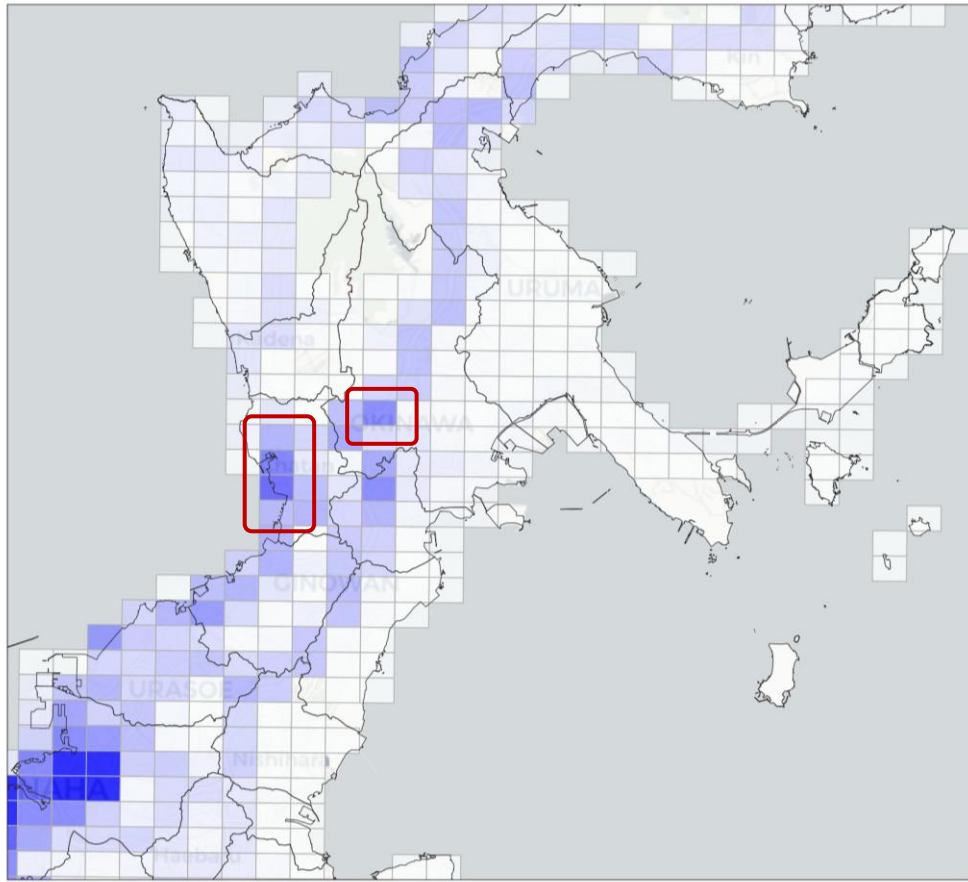 Kin
URUMA
Kadena
OKINAWA
Chatan
GINOWAN
URASOE
Nishihara
NAHA
Haebaru